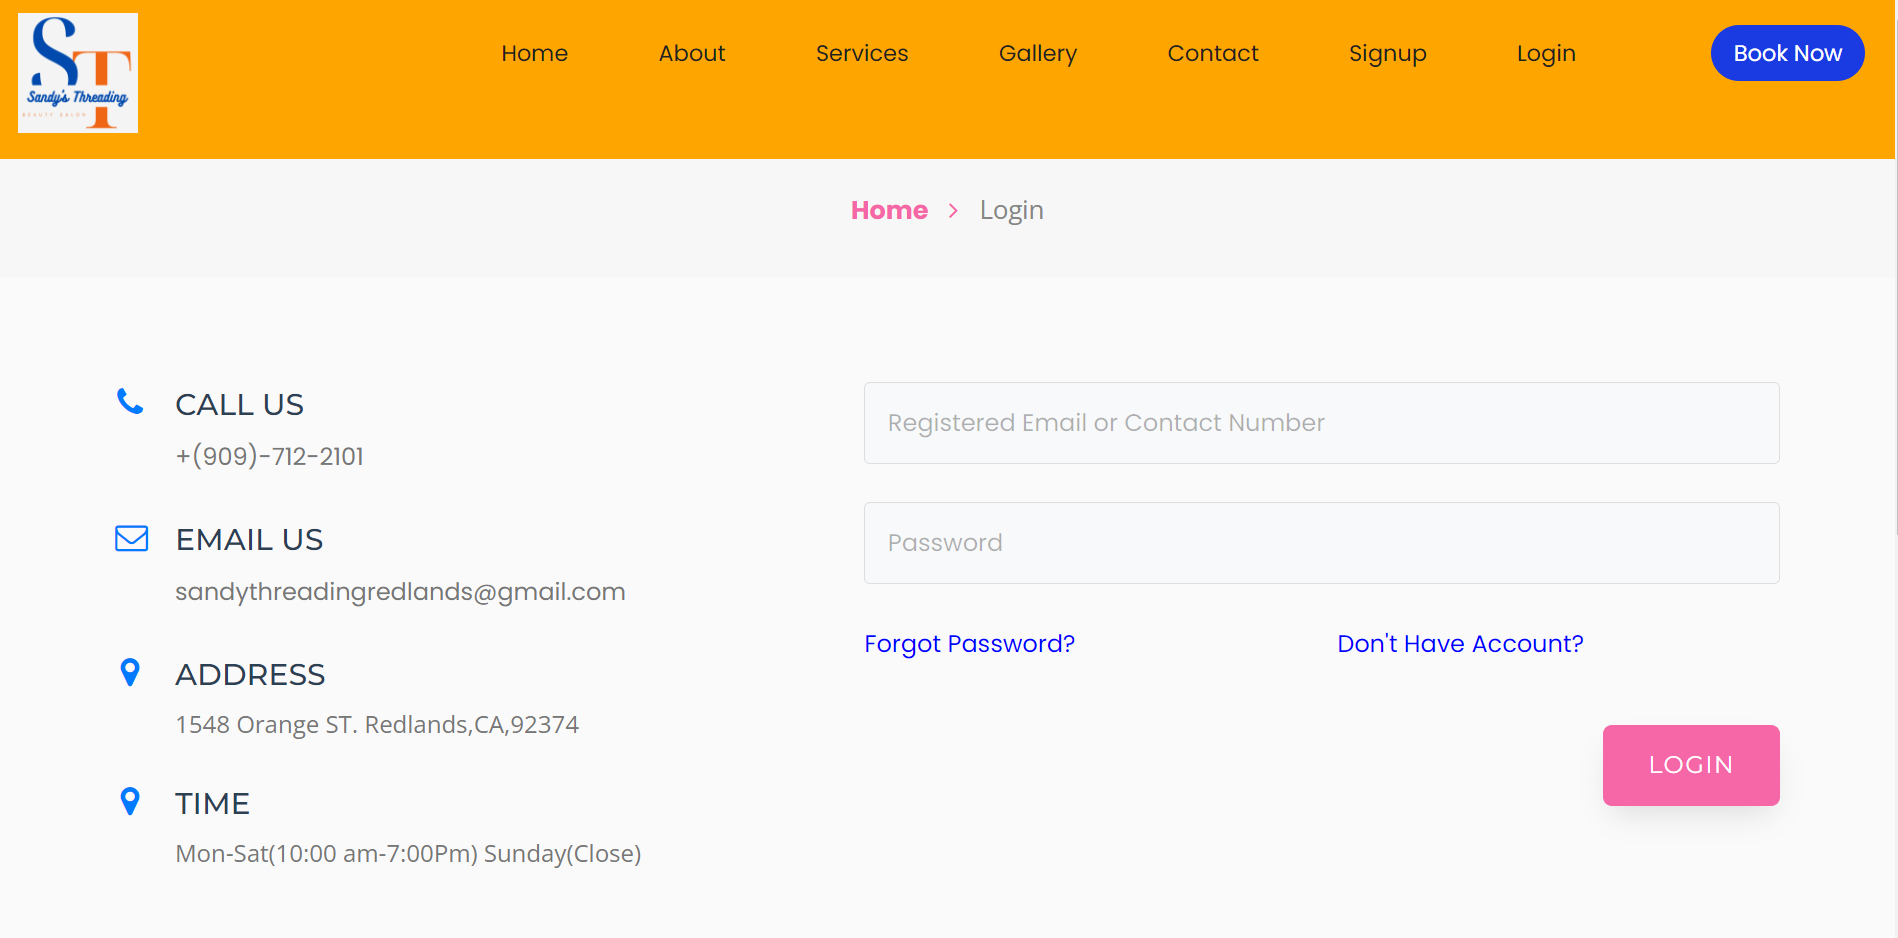 ST
Sandy's Threading
BEAUTY SALON
Home About Services Gallery Contact Signup Login Book Now
Home > Login
CALL US
+(909)-712-2101
EMAIL US
sandythreadingredlands@gmail.com
ADDRESS
1548 Orange ST. Redlands,CA,92374
TIME
Mon-Sat(10:00 am-7:00Pm) Sunday(Close)
Registered Email or Contact Number
Password
Forgot Password? Don't Have Account?
LOGIN